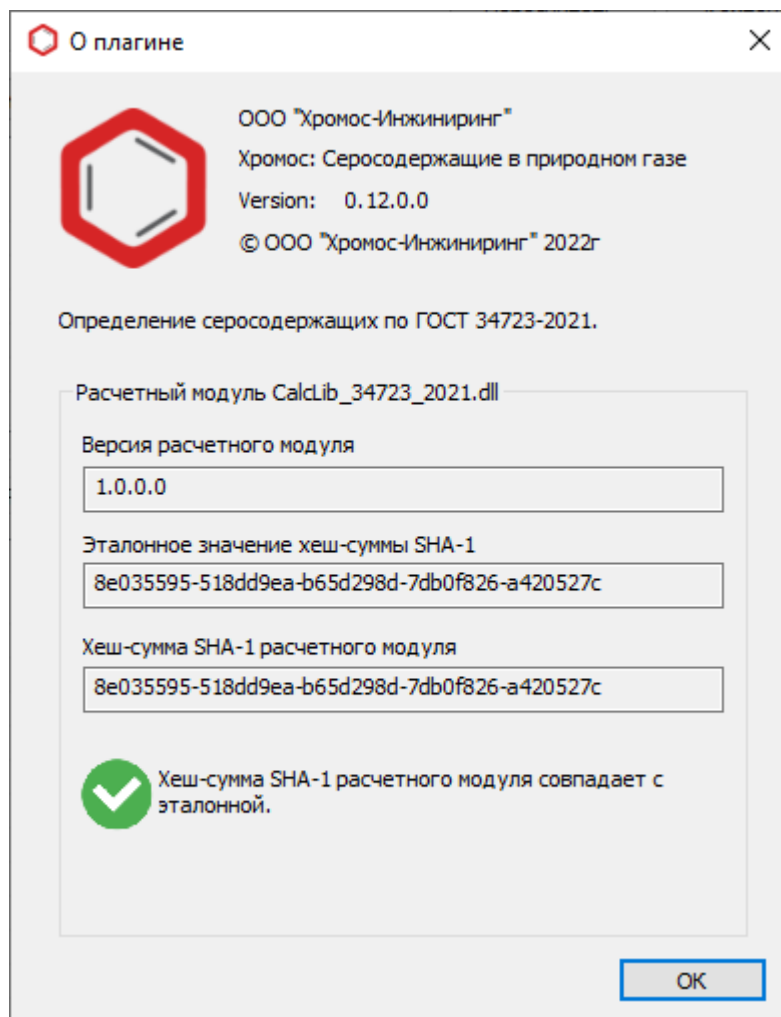 О плагине
ООО "Хромос-Инжиниринг"
Хромос: Серосодержащие в природном газе
Version: 0.12.0.0
© ООО "Хромос-Инжиниринг" 2022г
Определение серосодержащих по ГОСТ 34723-2021.
Расчетный модуль CalcLib_34723_2021.dll
Версия расчетного модуля
1.0.0.0
Эталонное значение хеш-суммы SHA-1
8e035595-518dd9ea-b65d298d-7db0f826-a420527c
Хеш-сумма SHA-1 расчетного модуля
8e035595-518dd9ea-b65d298d-7db0f826-a420527c
Хеш-сумма SHA-1 расчетного модуля совпадает с
эталонной.
OK